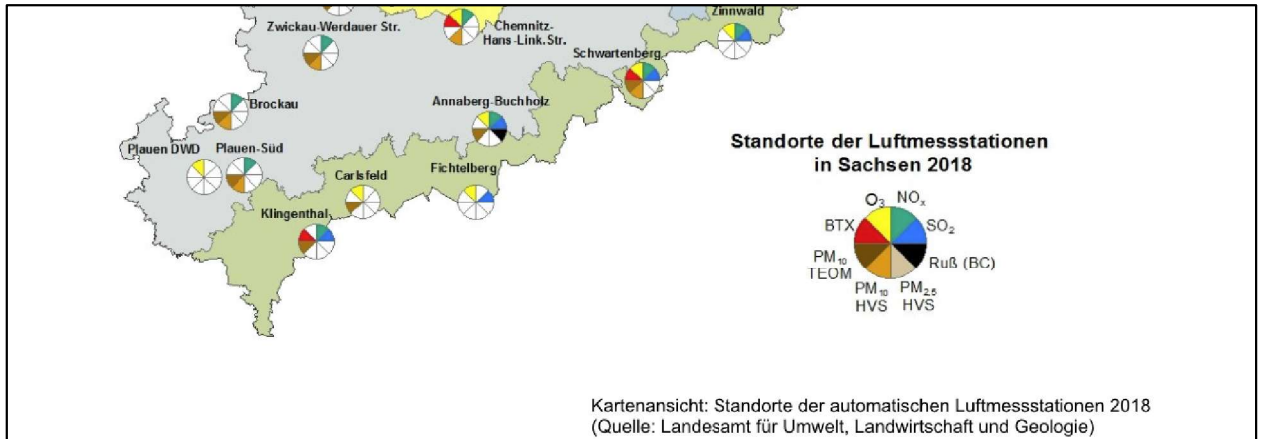 Zinnwald
Zwickau-Werdauer Str.
Chemnitz-
Hans-Link.Str.
Schwartenberg
Brockau
Annaberg-Buchholz
Plauen DWD
Plauen-Süd
Carlsfeld
Fichtelberg
Klingenthal
Standorte der Luftmessstationen
in Sachsen 2018
O₃ NOₓ
BTX SO₂
PM₁₀
TEOM
Ruß (BC)
PM₁₀
HVS
PM₂.₅
HVS
Kartenansicht: Standorte der automatischen Luftmessstationen 2018
(Quelle: Landesamt für Umwelt, Landwirtschaft und Geologie)